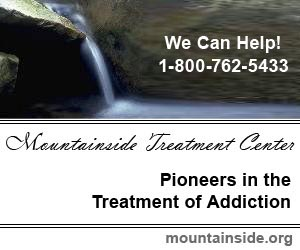 We Can Help!
1-800-762-5433
Mountainside Treatment Center
Pioneers in the
Treatment of Addiction
mountainside.org